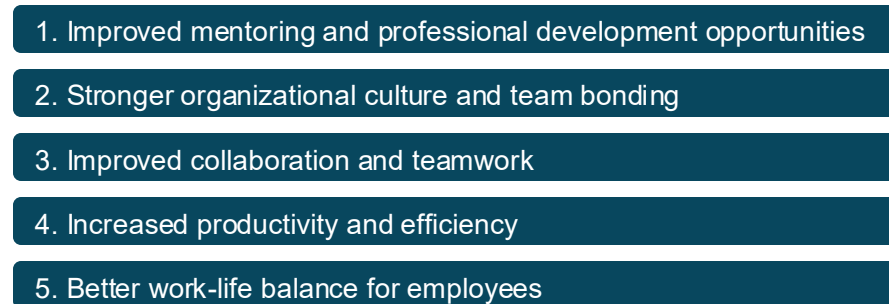 1. Improved mentoring and professional development opportunities
2. Stronger organizational culture and team bonding
3. Improved collaboration and teamwork
4. Increased productivity and efficiency
5. Better work-life balance for employees